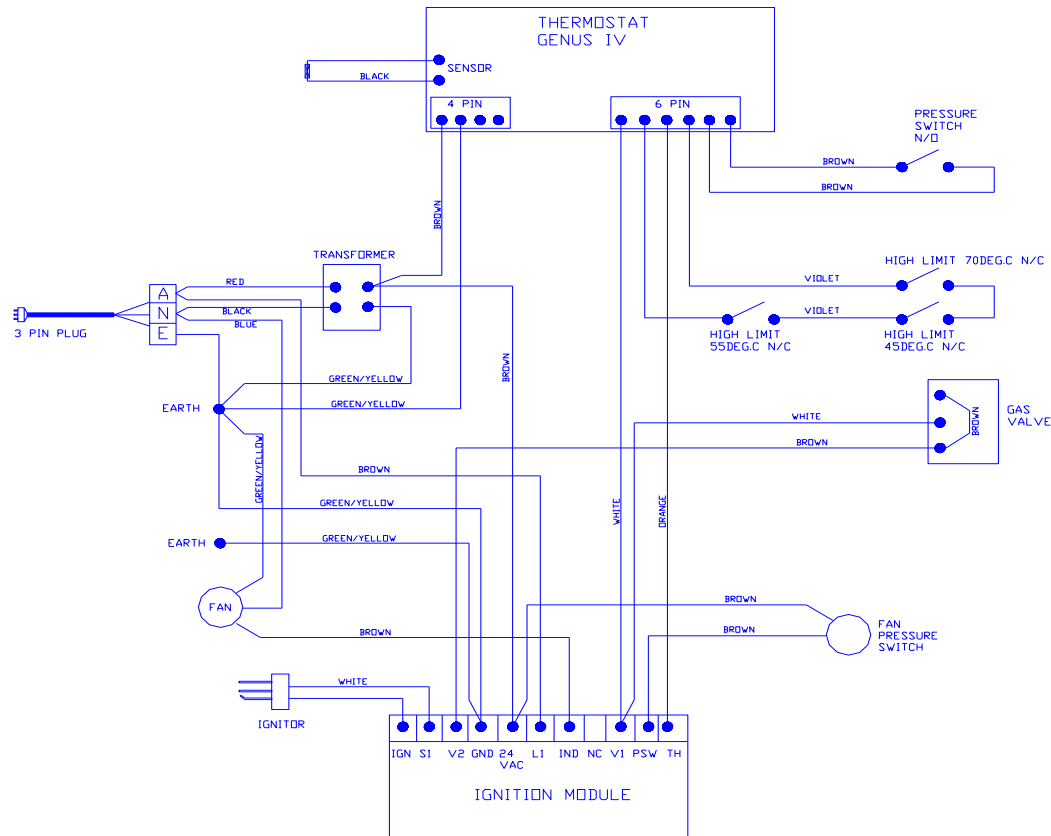 THERMOSTAT
GENUS IV
SENSOR
BLACK
4 PIN
6 PIN
PRESSURE
SWITCH
N/O
BROWN
BROWN
BROWN
TRANSFORMER
HIGH LIMIT 70DEG.C N/C
RED
VIOLET
A
N
E
BLACK
BLUE
VIOLET
3 PIN PLUG
HIGH LIMIT
55DEG.C N/C
HIGH LIMIT
45DEG.C N/C
BROWN
GREEN/YELLOW
EARTH
GREEN/YELLOW
WHITE
BROWN
GAS
VALVE
BROWN
GREEN/YELLOW
BROWN
GREEN/YELLOW
WHITE
ORANGE
EARTH
GREEN/YELLOW
FAN
BROWN
BROWN
BROWN
FAN
PRESSURE
SWITCH
WHITE
IGNITOR
IGN
S1
V2
GND
24
VAC
L1
IND
NC
V1
PSW
TH
IGNITION MODULE